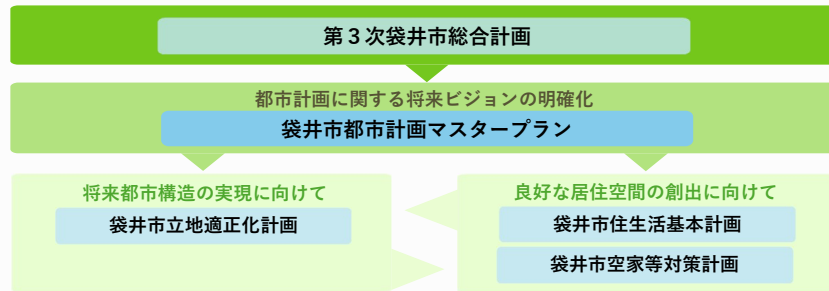 第３次袋井市総合計画
都市計画に関する将来ビジョンの明確化
袋井市都市計画マスタープラン
将来都市構造の実現に向けて
袋井市立地適正化計画
良好な居住空間の創出に向けて
袋井市住生活基本計画
袋井市空家等対策計画